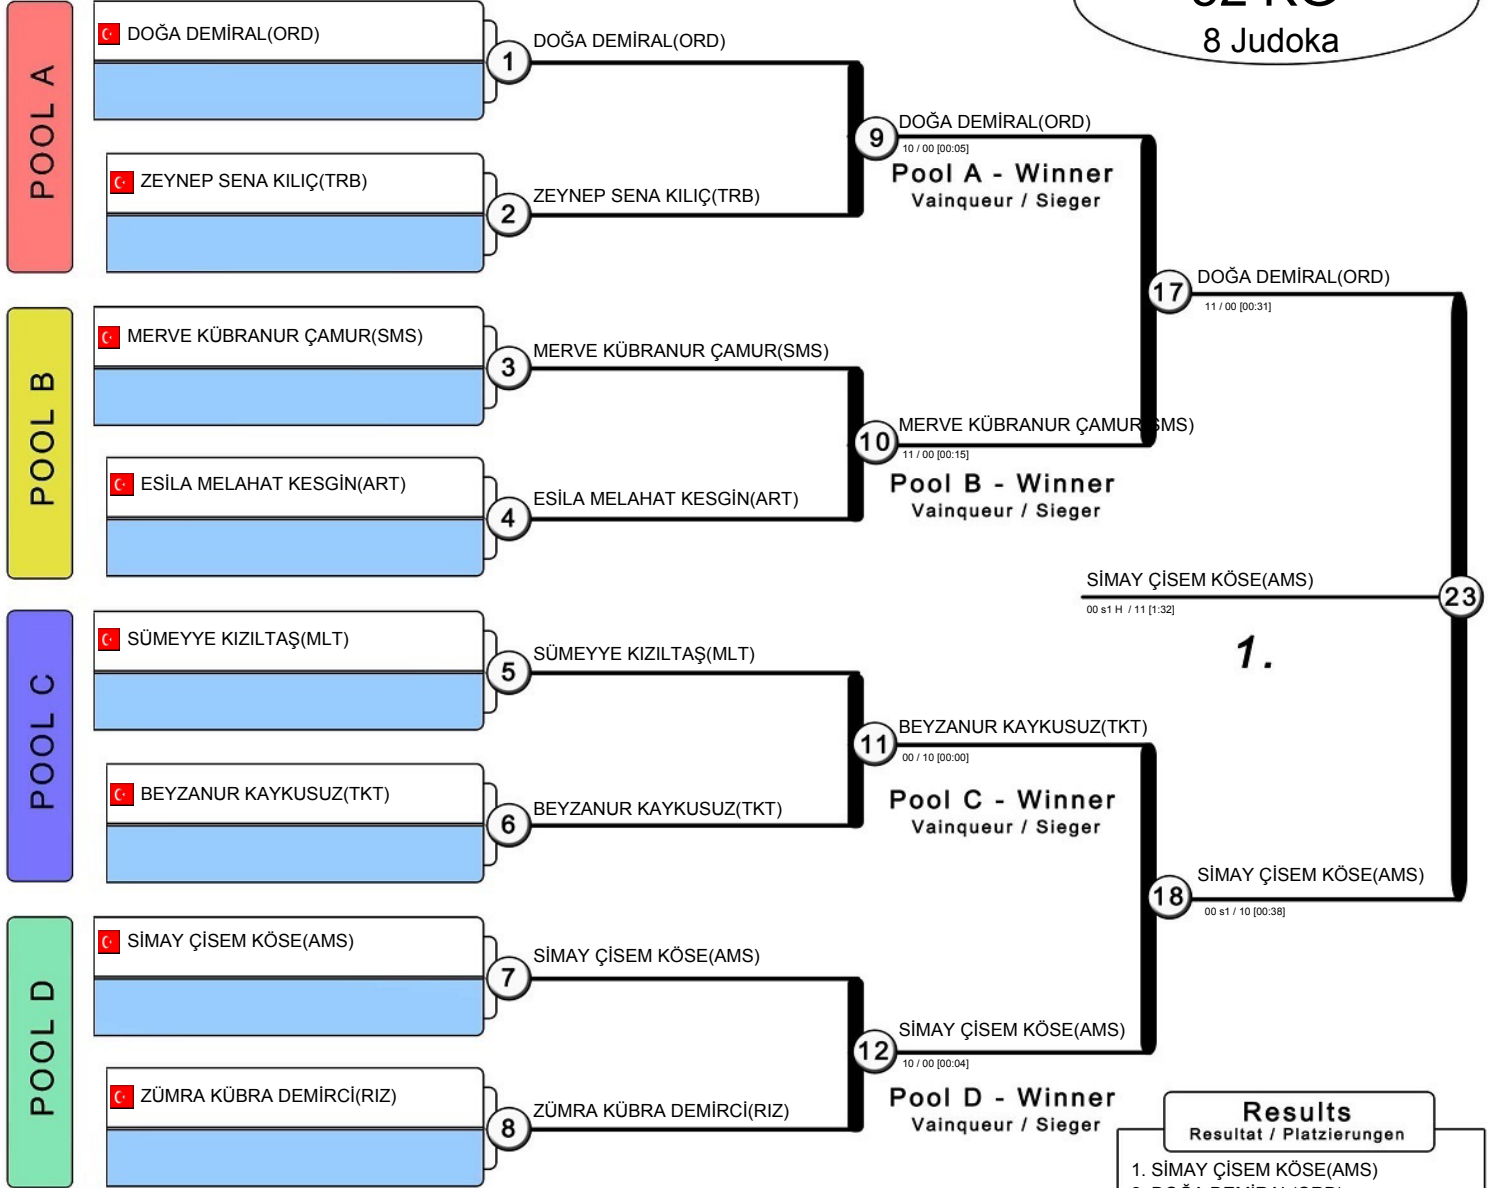 52 KG
8 Judoka
POOL A
DOĞA DEMİRAL(ORD)
1
DOĞA DEMİRAL(ORD)
ZEYNEP SENA KILIÇ(TRB)
2
ZEYNEP SENA KILIÇ(TRB)
9
DOĞA DEMİRAL(ORD)
10 / 00 [00:05]
Pool A - Winner
Vainqueur / Sieger
17
DOĞA DEMİRAL(ORD)
11 / 00 [00:31]
POOL B
MERVE KÜBRANUR ÇAMUR(SMS)
3
MERVE KÜBRANUR ÇAMUR(SMS)
ESİLA MELAHAT KESGİN(ART)
4
ESİLA MELAHAT KESGİN(ART)
10
MERVE KÜBRANUR ÇAMUR(SMS)
11 / 00 [00:15]
Pool B - Winner
Vainqueur / Sieger
SİMAY ÇİSEM KÖSE(AMS)
23
00 s1 H / 11 [1:32]
1.
POOL C
SÜMEYYE KIZILTAŞ(MLT)
5
SÜMEYYE KIZILTAŞ(MLT)
BEYZANUR KAYKUSUZ(TKT)
6
BEYZANUR KAYKUSUZ(TKT)
11
BEYZANUR KAYKUSUZ(TKT)
00 / 10 [00:00]
Pool C - Winner
Vainqueur / Sieger
18
SİMAY ÇİSEM KÖSE(AMS)
00 s1 / 10 [00:38]
POOL D
SİMAY ÇİSEM KÖSE(AMS)
7
SİMAY ÇİSEM KÖSE(AMS)
ZÜMRA KÜBRA DEMİRCİ(RIZ)
8
ZÜMRA KÜBRA DEMİRCİ(RIZ)
12
SİMAY ÇİSEM KÖSE(AMS)
10 / 00 [00:04]
Pool D - Winner
Vainqueur / Sieger
Results
Resultat / Platzierungen
1. SİMAY ÇİSEM KÖSE(AMS)
2. DOĞA DEMİRAL(ORD)